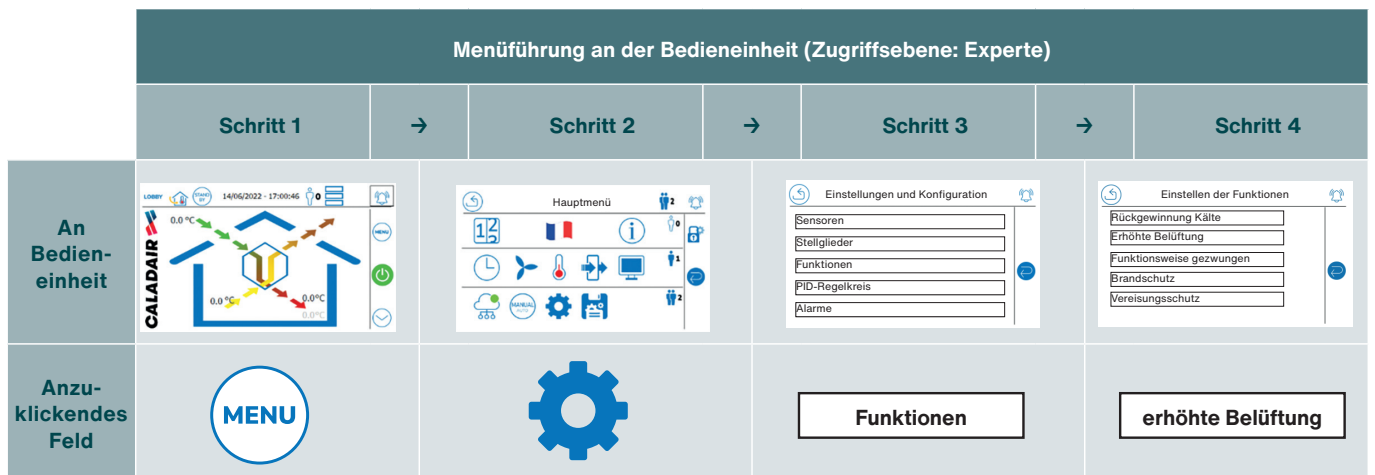 Menüführung an der Bedieneinheit (Zugriffsebene: Experte)
Schritt 1 → Schritt 2 → Schritt 3 → Schritt 4
An
Bedien-
einheit
LOBBY STAND BY 14/06/2022 - 17:00:46 0
CALADAIR
0.0 °C
MENU
0.0 °C
0.0°C
0.0°C
Hauptmenü 2
1 2 2
i
0
1
MANUAL
AUTO
2
Einstellungen und Konfiguration
Sensoren
Stellglieder
Funktionen
PID-Regelkreis
Alarme
Einstellen der Funktionen
Rückgewinnung Kälte
Erhöhte Belüftung
Funktionsweise gezwungen
Brandschutz
Vereisungsschutz
Anzu-
klickendes
Feld
MENU
Funktionen
erhöhte Belüftung